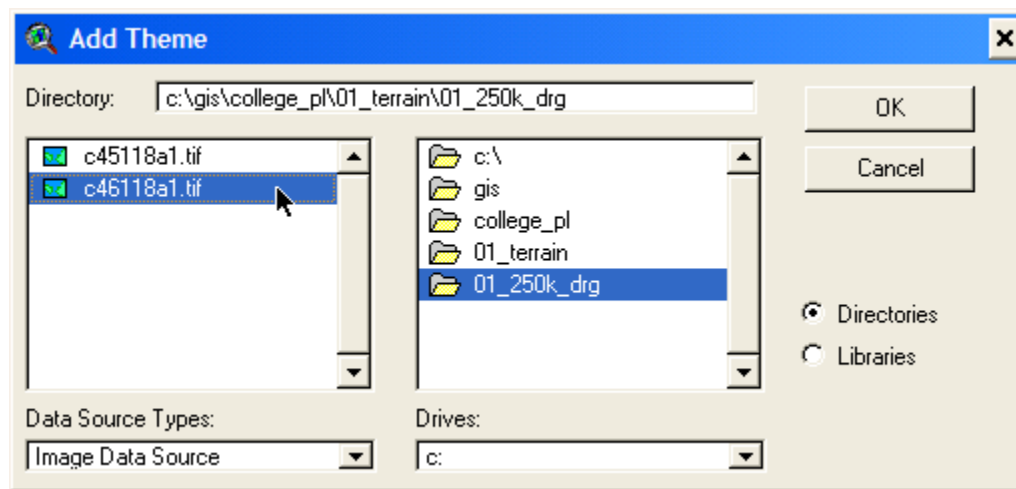 Add Theme
Directory: c:\gis\college_pl\01_terrain\01_250k_drg
OK
Cancel
c45118a1.tif
c46118a1.tif
c:\
gis
college_pl
01_terrain
01_250k_drg
Directories
Libraries
Data Source Types:
Image Data Source
Drives:
c: